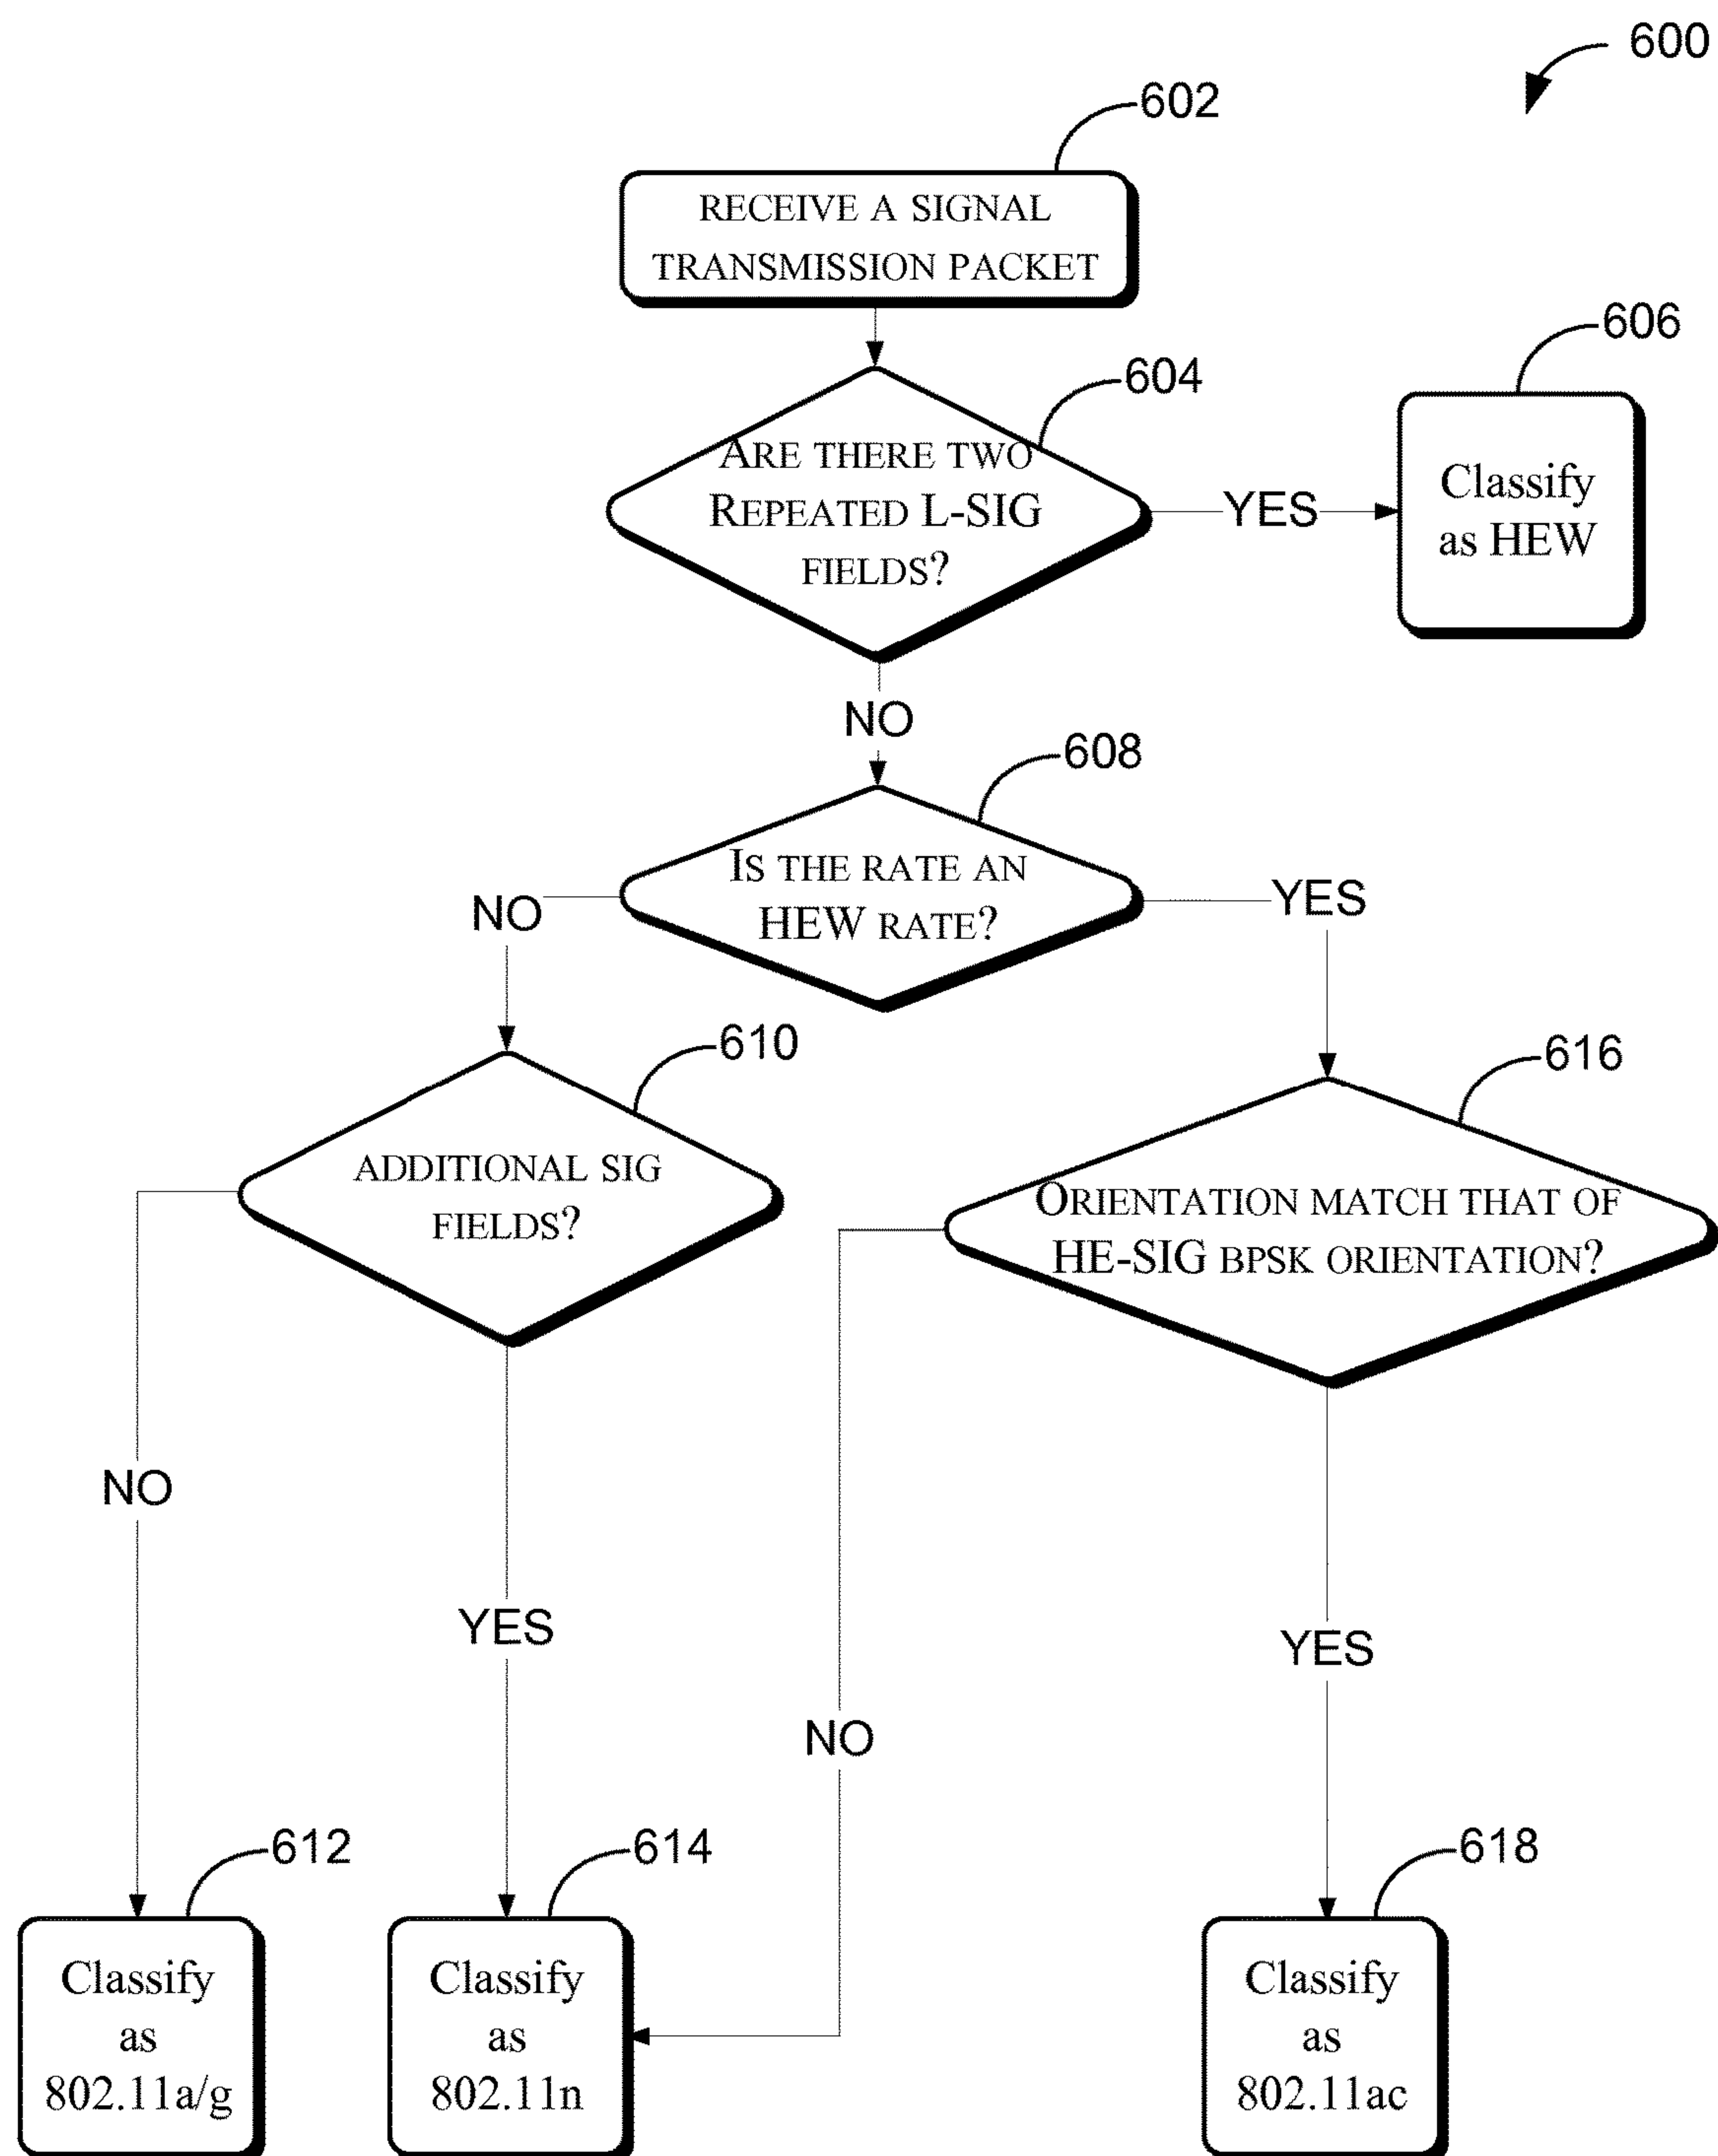 600
602
RECEIVE A SIGNAL
TRANSMISSION PACKET
604
606
ARE THERE TWO
REPEATED L-SIG
FIELDS?
YES
Classify
as HEW
NO
608
IS THE RATE AN
HEW RATE?
NO
YES
610
616
ADDITIONAL SIG
FIELDS?
ORIENTATION MATCH THAT OF
HE-SIG BPSK ORIENTATION?
NO
YES
YES
NO
612
614
618
Classify
as
802.11a/g
Classify
as
802.11n
Classify
as
802.11ac